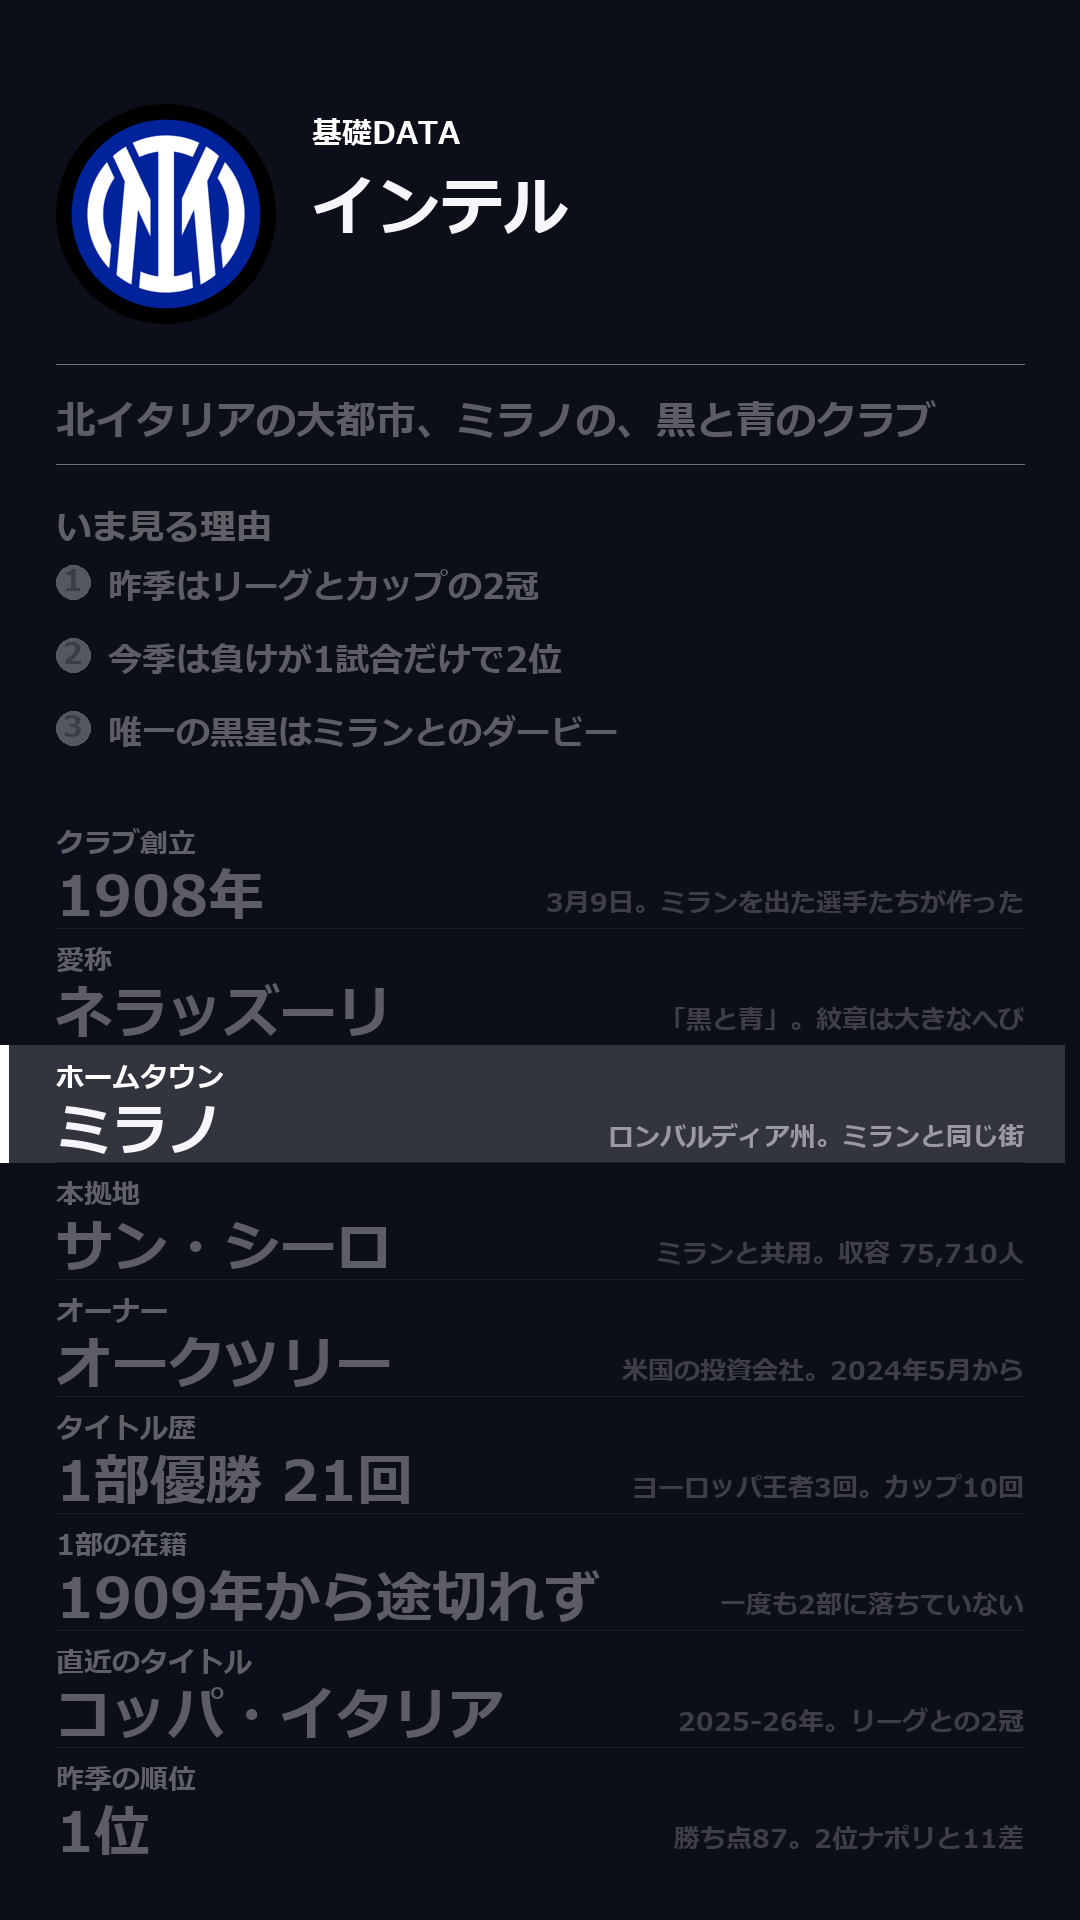 基礎DATA
インテル
北イタリアの大都市、ミラノの、黒と青のクラブ
いま見る理由
1 昨季はリーグとカップの2冠
2 今季は負けが1試合だけで2位
3 唯一の黒星はミランとのダービー
クラブ創立
1908年 3月9日。ミランを出た選手たちが作った
愛称
ネラッズーリ 「黒と青」。紋章は大きなへび
ホームタウン
ミラノ ロンバルディア州。ミランと同じ街
本拠地
サン・シーロ ミランと共用。収容 75,710人
オーナー
オークツリー 米国の投資会社。2024年5月から
タイトル歴
1部優勝 21回 ヨーロッパ王者3回。カップ10回
1部の在籍
1909年から途切れず 一度も2部に落ちていない
直近のタイトル
コッパ・イタリア 2025-26年。リーグとの2冠
昨季の順位
1位 勝ち点87。2位ナポリと11差